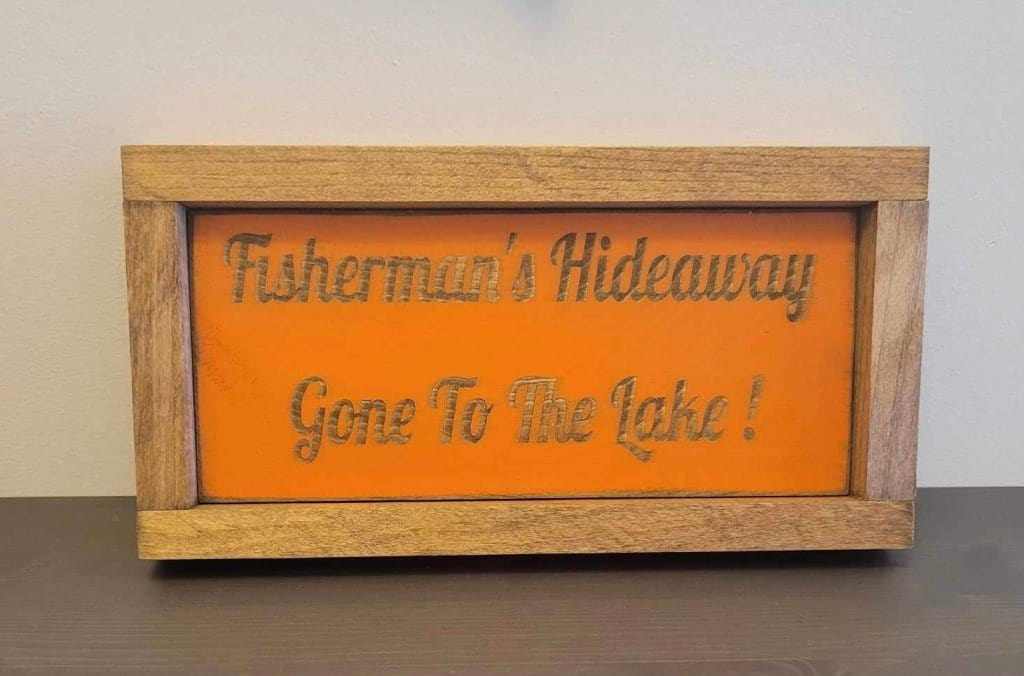 Fisherman's Hideaway
Gone To The Lake !